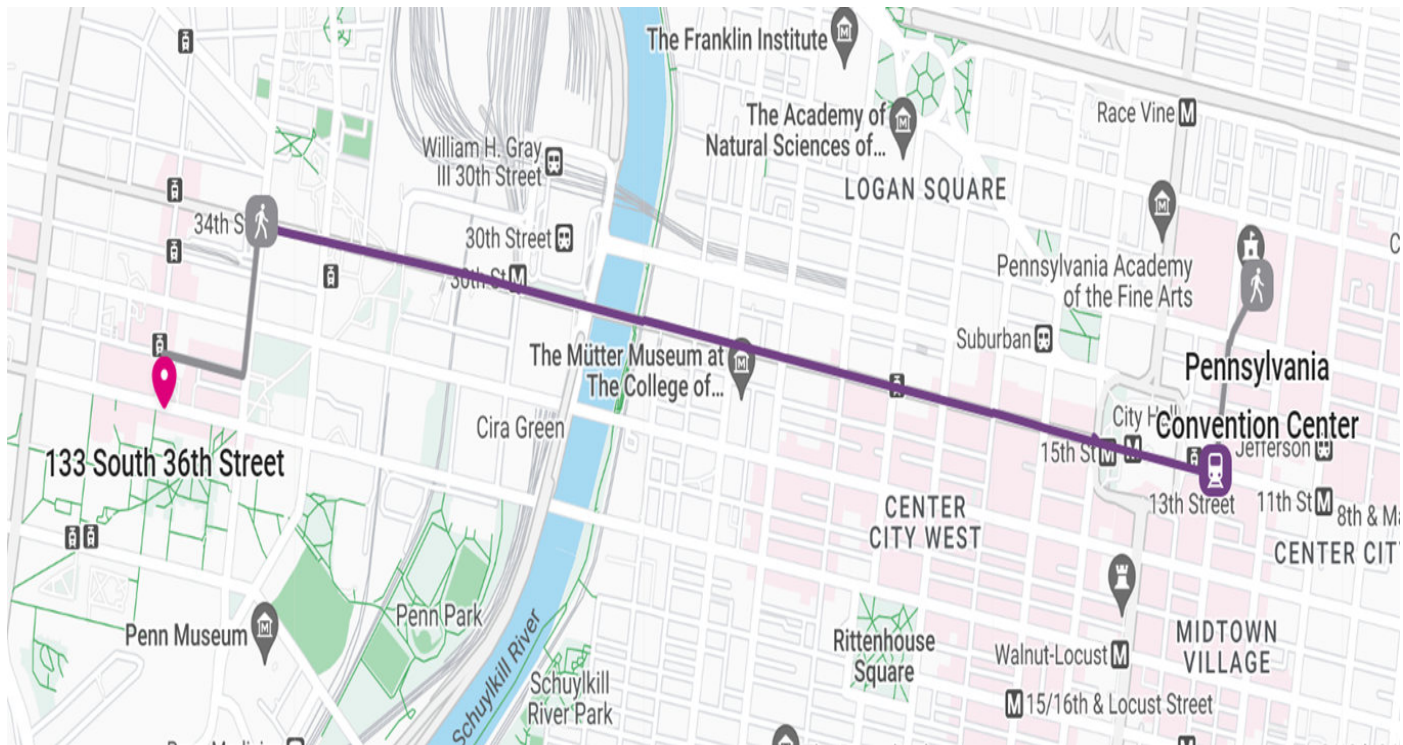 The Franklin Institute
The Academy of
Natural Sciences of...
Race Vine M
William H. Gray
III 30th Street
LOGAN SQUARE
34th S
30th Street
30th St M
Pennsylvania Academy
of the Fine Arts
Suburban
The Mütter Museum at
The College of...
Pennsylvania
Convention Center
Cira Green
City Hall
15th St M
M
Jefferson
133 South 36th Street
13th Street
11th St M
8th & Ma
CENTER
CITY WEST
CENTER CIT
Penn Park
Penn Museum
Rittenhouse
Square
Walnut-Locust M
MIDTOWN
VILLAGE
Schuylkill River
Schuylkill
River Park
M 15/16th & Locust Street